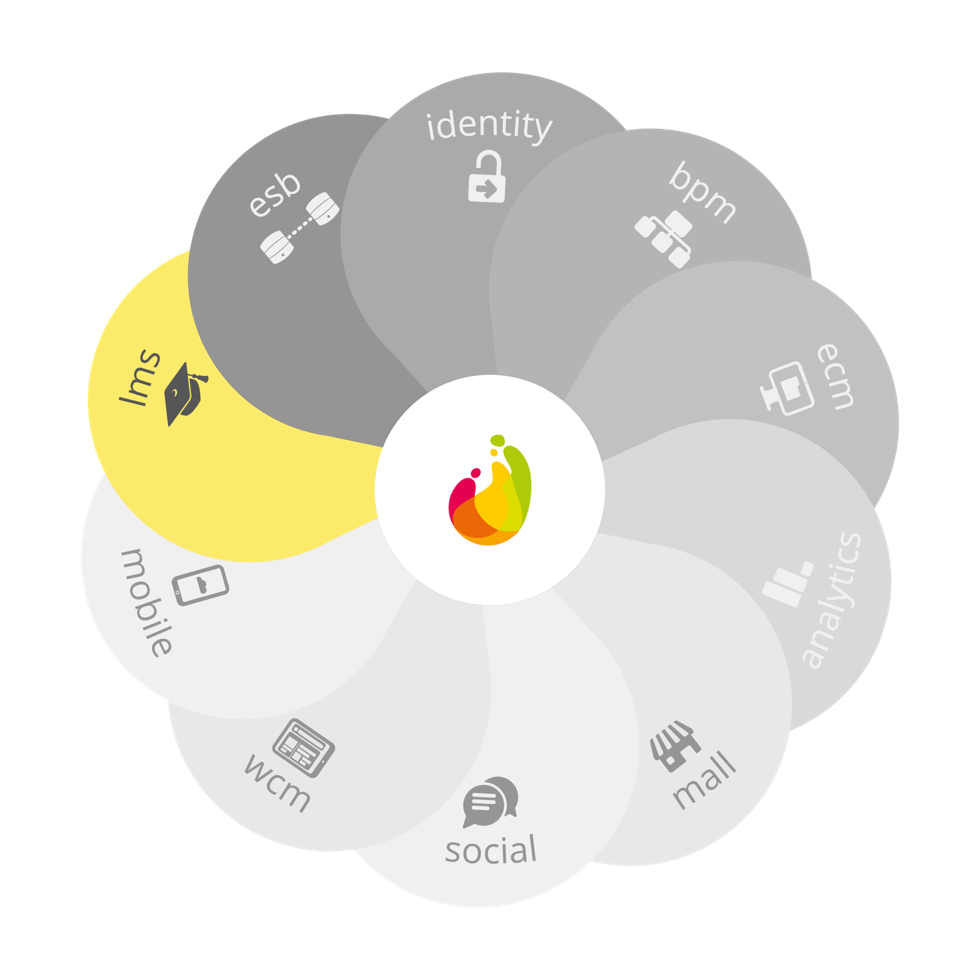 identity
bpm
ecm
analytics
mall
social
wcm
mobile
lms
esb